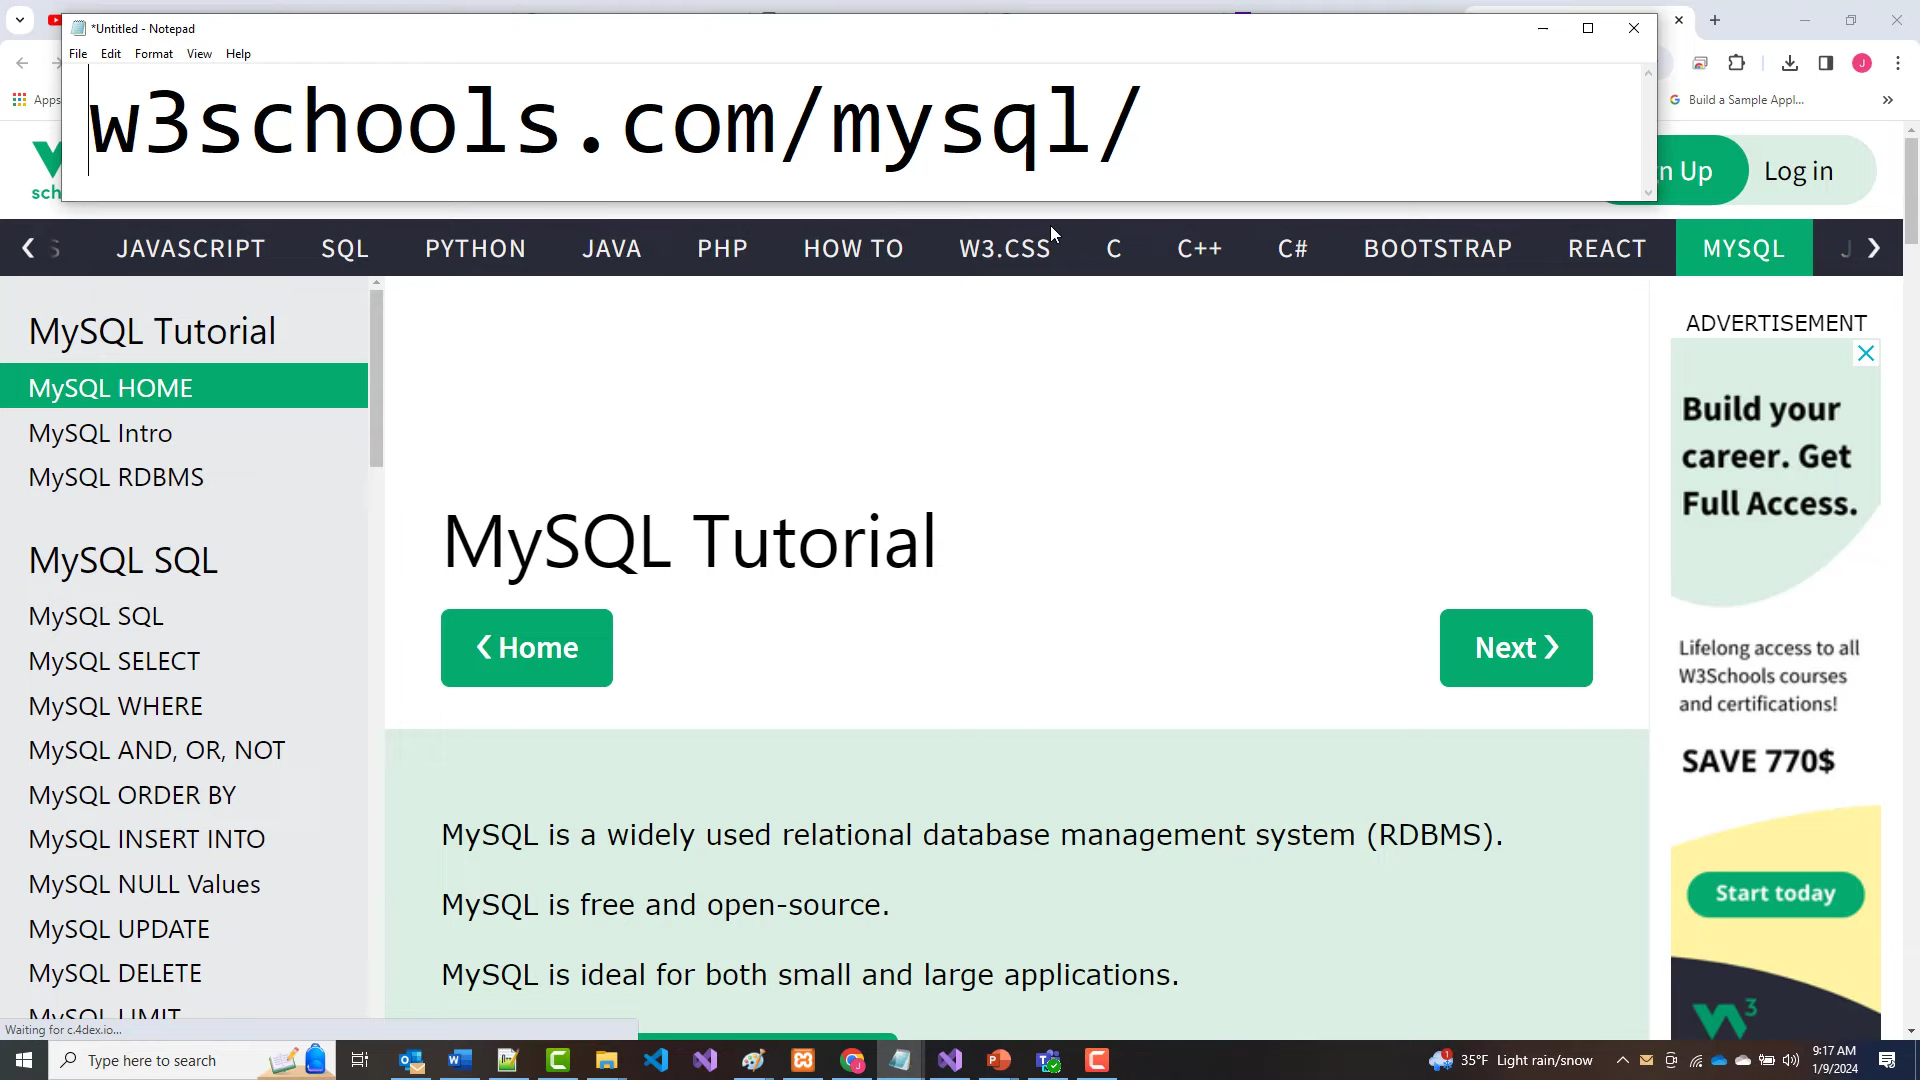 *Untitled - Notepad
File Edit Format View Help
w3schools.com/mysql/
Apps
Build a Sample Appl...
Log in
JAVASCRIPT SQL PYTHON JAVA PHP HOW TO W3.CSS C C++ C# BOOTSTRAP REACT MYSQL
MySQL Tutorial
MySQL HOME
MySQL Intro
MySQL RDBMS
MySQL SQL
MySQL SQL
MySQL SELECT
MySQL WHERE
MySQL AND, OR, NOT
MySQL ORDER BY
MySQL INSERT INTO
MySQL NULL Values
MySQL UPDATE
MySQL DELETE
MySQL LIMIT
MySQL Tutorial
❮ Home
Next ❯
MySQL is a widely used relational database management system (RDBMS).
MySQL is free and open-source.
MySQL is ideal for both small and large applications.
ADVERTISEMENT
Build your
career. Get
Full Access.
Lifelong access to all
W3Schools courses
and certifications!
SAVE 770$
Start today
Waiting for c.4dex.io...
Type here to search
35°F Light rain/snow
9:17 AM
1/9/2024